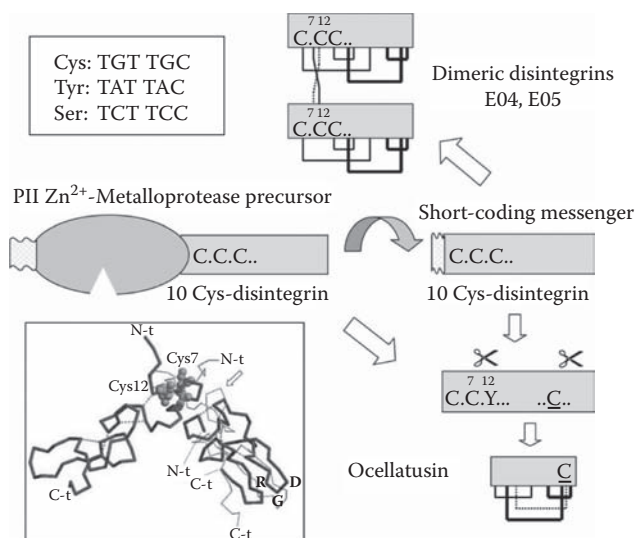 7 12
C.CC..
Cys: TGT TGC
Tyr: TAT TAC
Ser: TCT TCC
Dimeric disintegrins
E04, E05
7 12
C.CC..
PII Zn2+-Metalloprotease precursor
Short-coding messenger
C.C.C..
C.C.C..
10 Cys-disintegrin
10 Cys-disintegrin
N-t
Cys7
N-t
Cys12
7 12
C.C.Y... ..C..
N-t
C-t
R
D
G
C-t
C-t
Ocellatusin
C